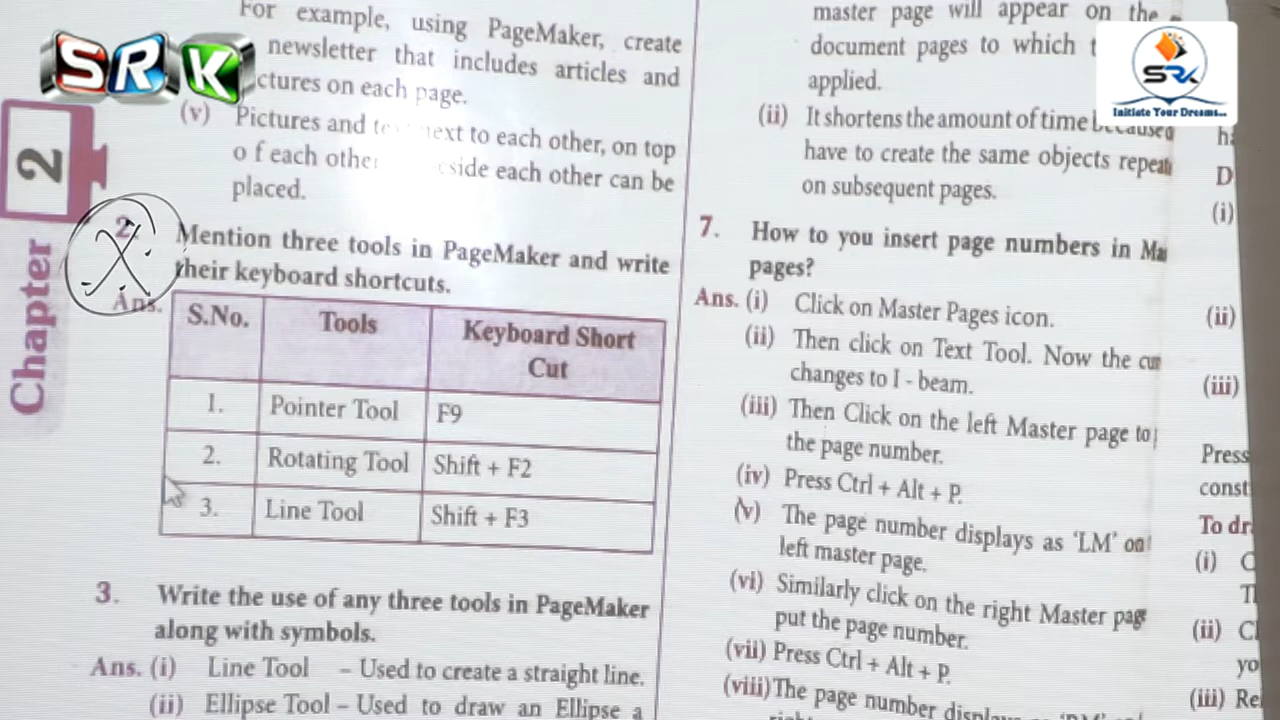 SRK
SRK
Initiate Your Dreams...
Chapter
2
For example, using PageMaker, create
newsletter that includes articles and
ctures on each page.
(v) Pictures and next to each other, on top
o f each other side each other can be
placed.
2. Mention three tools in PageMaker and write
their keyboard shortcuts.
Ans.
S.No. Tools Keyboard Short
Cut
1. Pointer Tool F9
2. Rotating Tool Shift + F2
3. Line Tool Shift + F3
3. Write the use of any three tools in PageMaker
along with symbols.
Ans. (i) Line Tool – Used to create a straight line.
(ii) Ellipse Tool – Used to draw an Ellipse a
master page will appear on the
document pages to which
applied.
(ii) It shortens the amount of time
have to create the same objects
on subsequent pages.
7. How to you insert page numbers in
pages?
Ans. (i) Click on Master Pages icon.
(ii) Then click on Text Tool. Now the
changes to I - beam.
(iii) Then Click on the left Master page to
the page number.
(iv) Press Ctrl + Alt + P.
(v) The page number displays as 'LM' on
left master page.
(vi) Similarly click on the right Master
put the page number.
(vii) Press Ctrl + Alt + P.
(viii) The page number
D
(i)
(ii)
(iii)
Press
const
To dr
(i) C
(ii) Cl
yo
(iii) Re